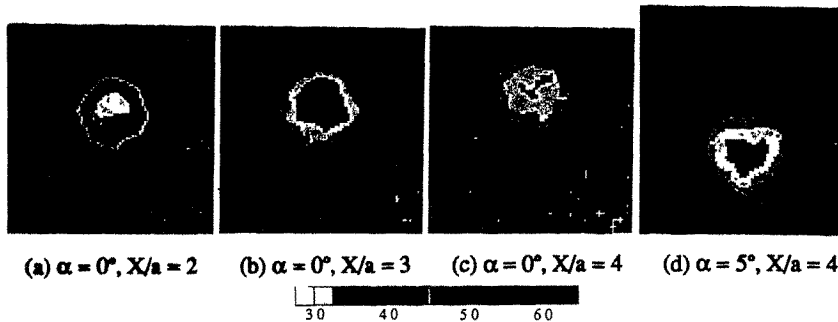 (a) α = 0°, X/a = 2 (b) α = 0°, X/a = 3 (c) α = 0°, X/a = 4 (d) α = 5°, X/a = 4
30 40 50 60